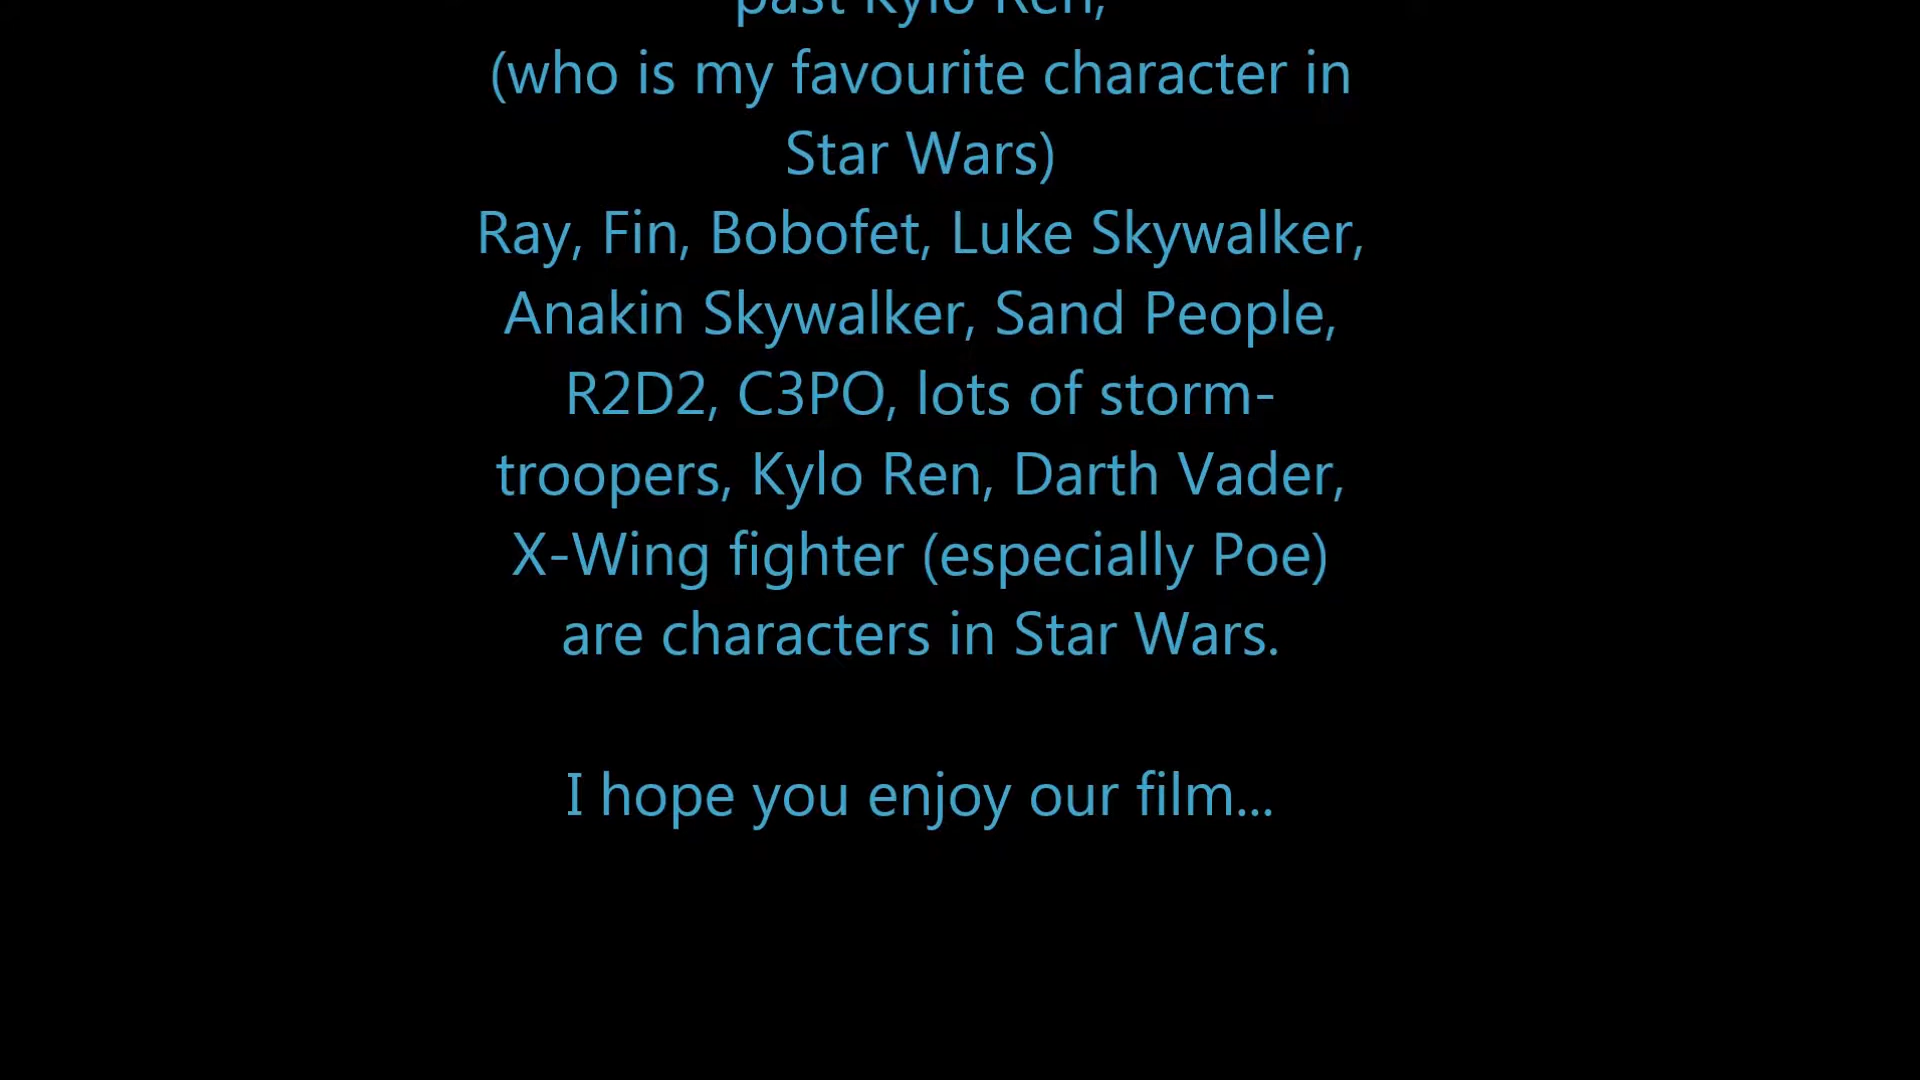 past Kylo Ren,
(who is my favourite character in
Star Wars)
Ray, Fin, Bobofet, Luke Skywalker,
Anakin Skywalker, Sand People,
R2D2, C3PO, lots of storm-
troopers, Kylo Ren, Darth Vader,
X-Wing fighter (especially Poe)
are characters in Star Wars.
I hope you enjoy our film...